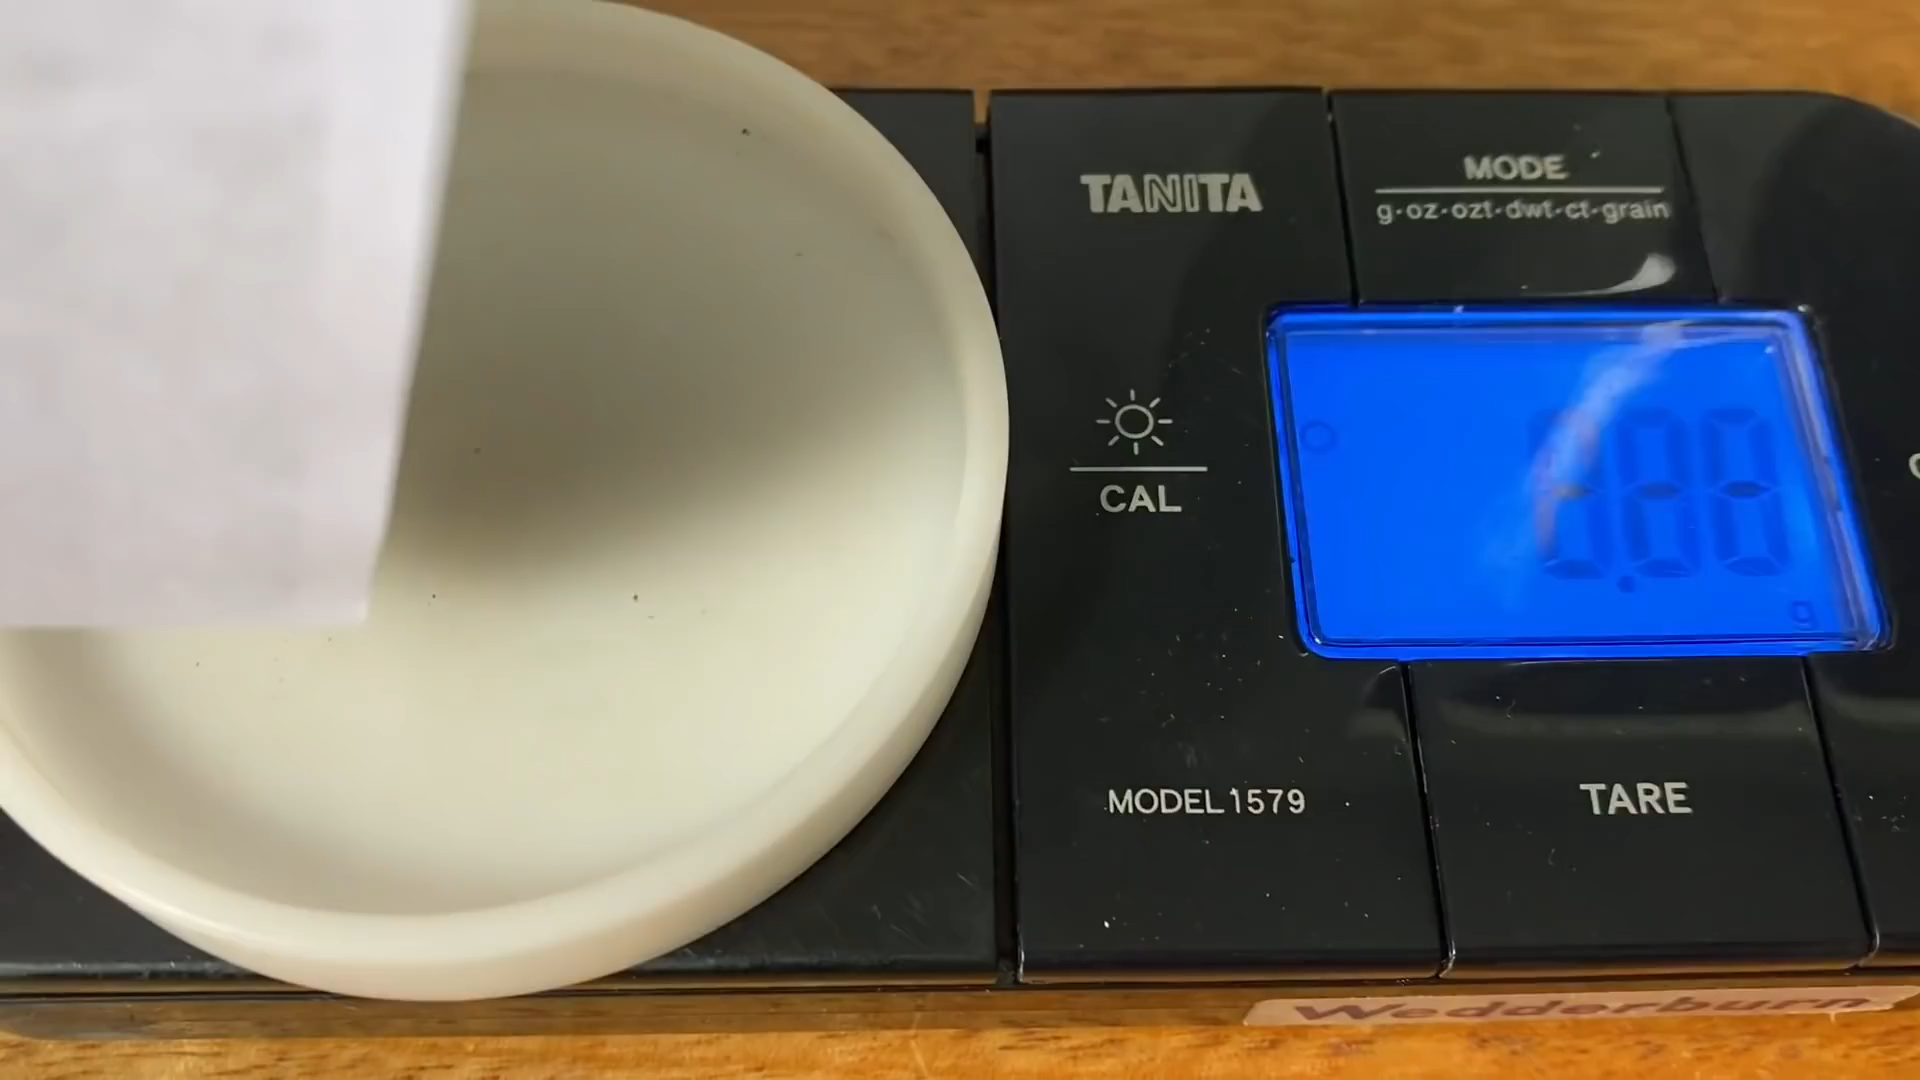 TANITA
MODE
g·oz·ozt·dwt·ct·grain
CAL
g
MODEL 1579
TARE
Wedderburn